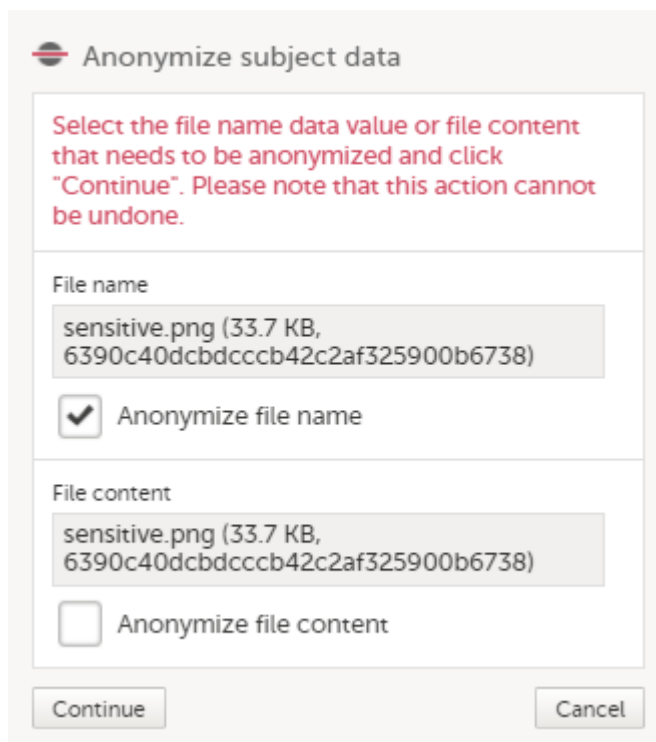 Anonymize subject data
Select the file name data value or file content
that needs to be anonymized and click
"Continue". Please note that this action cannot
be undone.
File name
sensitive.png (33.7 KB,
6390c40dcbdcccb42c2af325900b6738)
Anonymize file name
File content
sensitive.png (33.7 KB,
6390c40dcbdcccb42c2af325900b6738)
Anonymize file content
Continue
Cancel